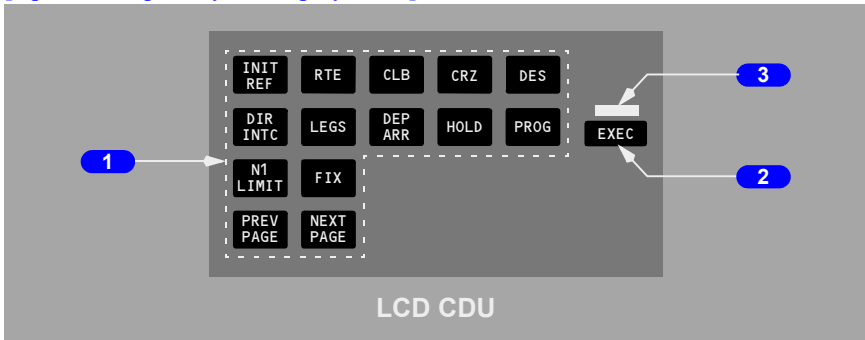 INIT
REF
RTE
CLB
CRZ
DES
3
DIR
INTC
LEGS
DEP
ARR
HOLD
PROG
EXEC
1
N1
LIMIT
FIX
2
PREV
PAGE
NEXT
PAGE
LCD CDU